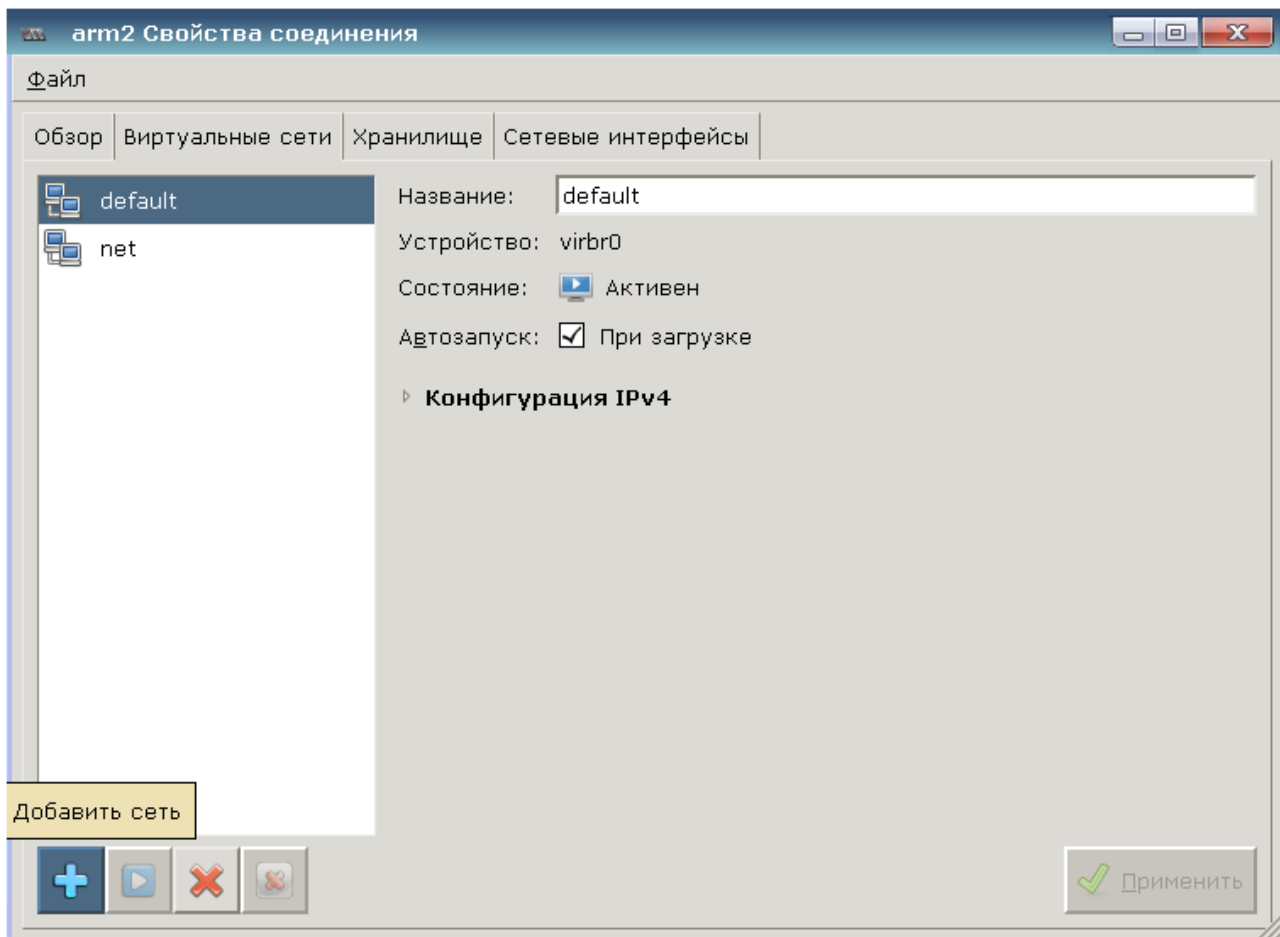 arm2 Свойства соединения
Файл
Обзор Виртуальные сети Хранилище Сетевые интерфейсы
default
net
Название: default
Устройство: virbr0
Состояние: Активен
Автозапуск: При загрузке
Конфигурация IPv4
Добавить сеть
Применить